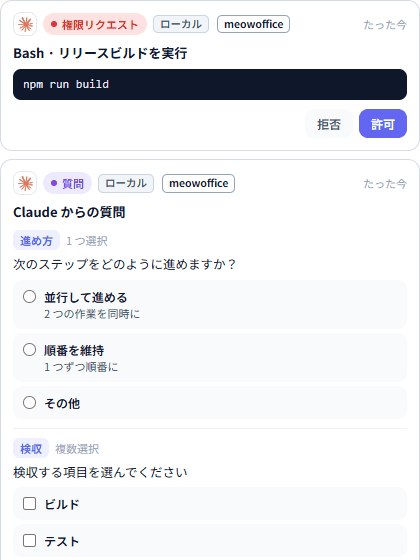 権限リクエスト ローカル meowoffice たった今
Bash · リリースビルドを実行
npm run build
拒否 許可
質問 ローカル meowoffice たった今
Claude からの質問
進め方 1 つ選択
次のステップをどのように進めますか？
並行して進める
2 つの作業を同時に
順番を維持
1 つずつ順番に
その他
検収 複数選択
検収する項目を選んでください
ビルド
テスト